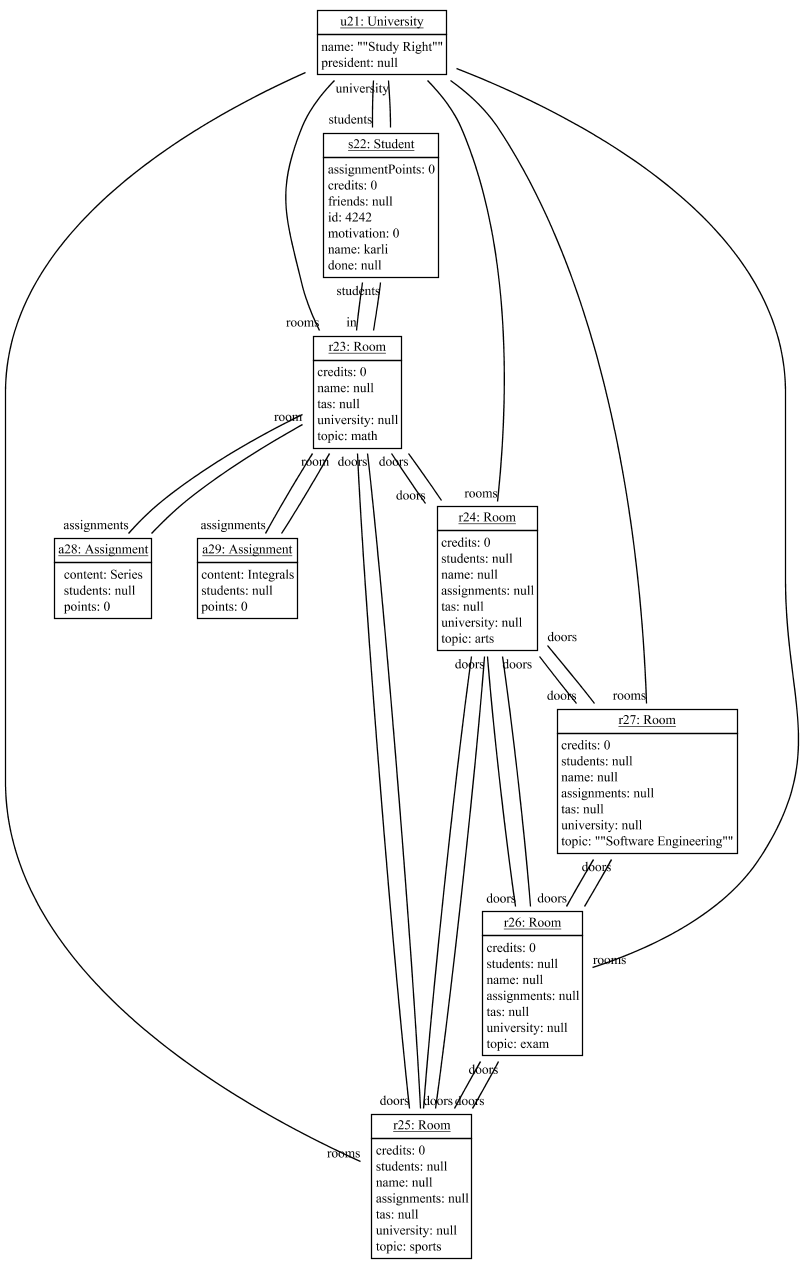 u21: University
name: ""Study Right""
president: null
university
students
s22: Student
assignmentPoints: 0
credits: 0
friends: null
id: 4242
motivation: 0
name: karli
done: null
students
rooms
in
r23: Room
credits: 0
name: null
tas: null
university: null
topic: math
room
room
doors
doors
doors
rooms
assignments
assignments
a28: Assignment
content: Series
students: null
points: 0
a29: Assignment
content: Integrals
students: null
points: 0
r24: Room
credits: 0
students: null
name: null
assignments: null
tas: null
university: null
topic: arts
doors
doors
doors
doors
rooms
r27: Room
credits: 0
students: null
name: null
assignments: null
tas: null
university: null
topic: ""Software Engineering""
doors
doors
doors
r26: Room
credits: 0
students: null
name: null
assignments: null
tas: null
university: null
topic: exam
rooms
doors
doors
doors
doors
rooms
r25: Room
credits: 0
students: null
name: null
assignments: null
tas: null
university: null
topic: sports